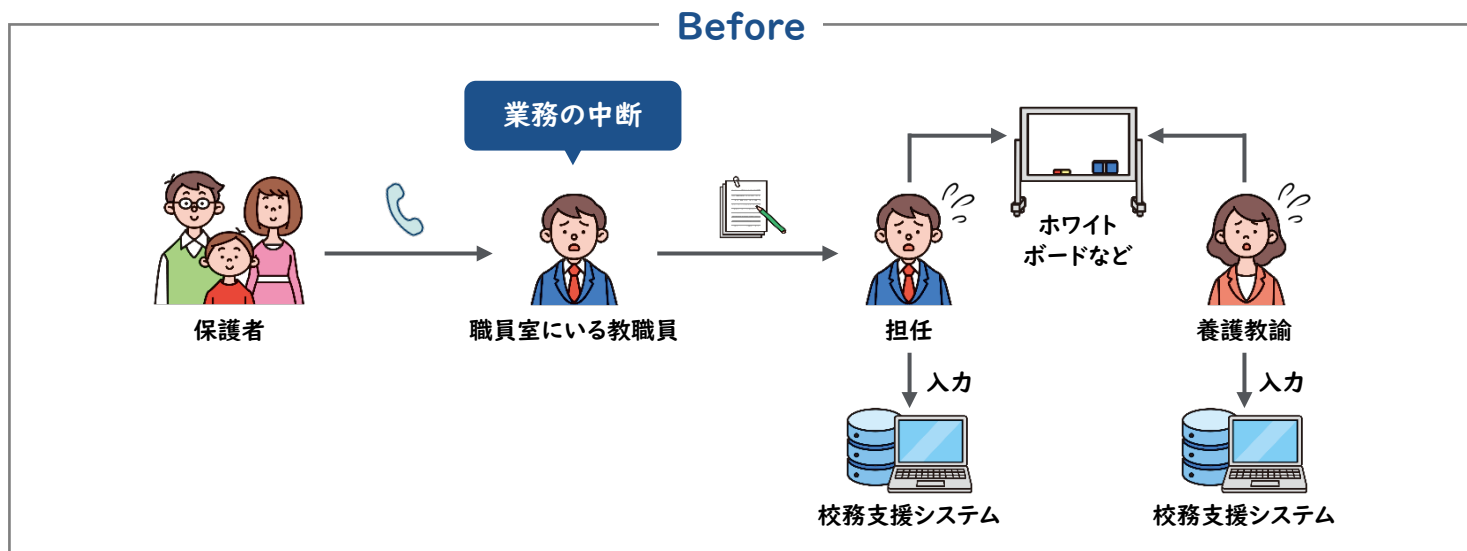 Before
業務の中断
ホワイト
ボードなど
保護者
職員室にいる教職員
担任
養護教諭
入力
入力
校務支援システム
校務支援システム